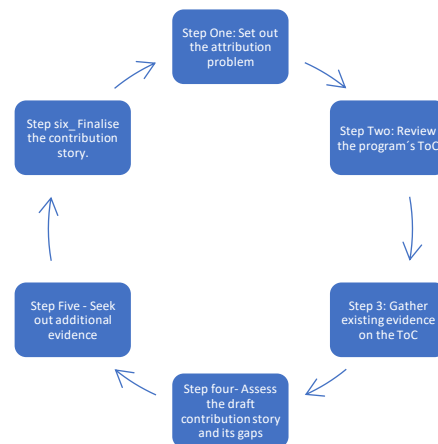 Step One: Set out
the attribution
problem
Step Two: Review
the program´s ToC
Step 3: Gather
existing evidence
on the ToC
Step four- Assess
the draft
contribution story
and its gaps
Step Five - Seek
out additional
evidence
Step six_ Finalise
the contribution
story.